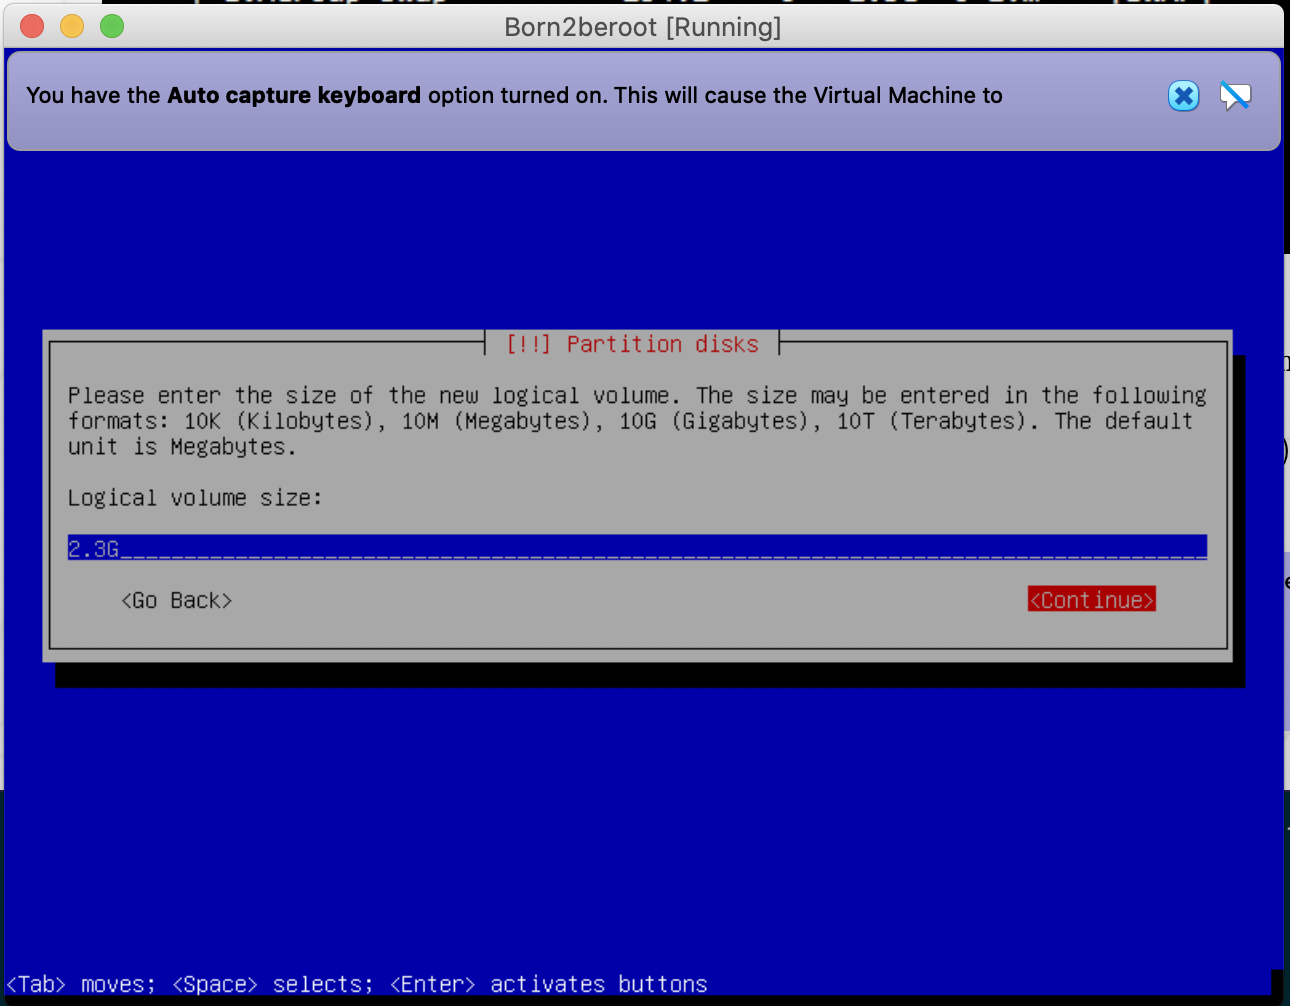 Born2beroot [Running]
You have the Auto capture keyboard option turned on. This will cause the Virtual Machine to
[!!] Partition disks
Please enter the size of the new logical volume. The size may be entered in the following
formats: 10K (Kilobytes), 10M (Megabytes), 10G (Gigabytes), 10T (Terabytes). The default
unit is Megabytes.
Logical volume size:
2.3G
<Go Back> <Continue>
<Tab> moves; <Space> selects; <Enter> activates buttons